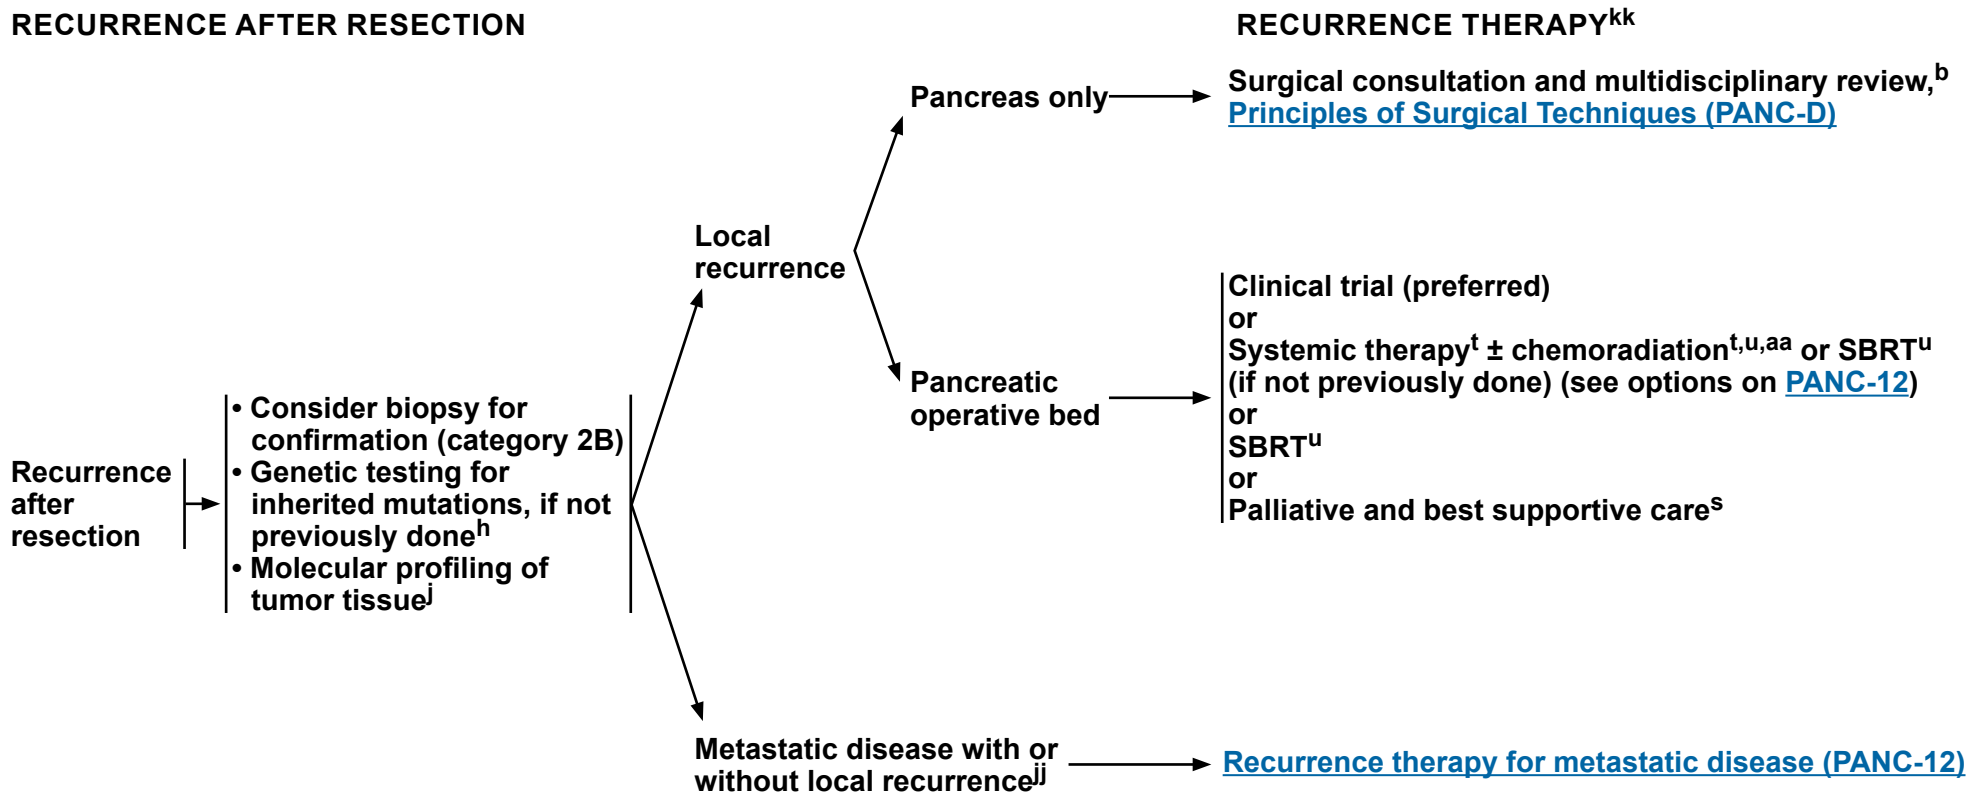 RECURRENCE AFTER RESECTION
RECURRENCE THERAPYkk
Recurrence
after
resection
• Consider biopsy for
confirmation (category 2B)
• Genetic testing for
inherited mutations, if not
previously doneh
• Molecular profiling of
tumor tissuej
Local
recurrence
Pancreas only
Surgical consultation and multidisciplinary review,b
Principles of Surgical Techniques (PANC-D)
Pancreatic
operative bed
Clinical trial (preferred)
or
Systemic therapyt ± chemoradiationt,u,aa or SBRTu
(if not previously done) (see options on PANC-12)
or
SBRTu
or
Palliative and best supportive cares
Metastatic disease with or
without local recurrencejj
Recurrence therapy for metastatic disease (PANC-12)